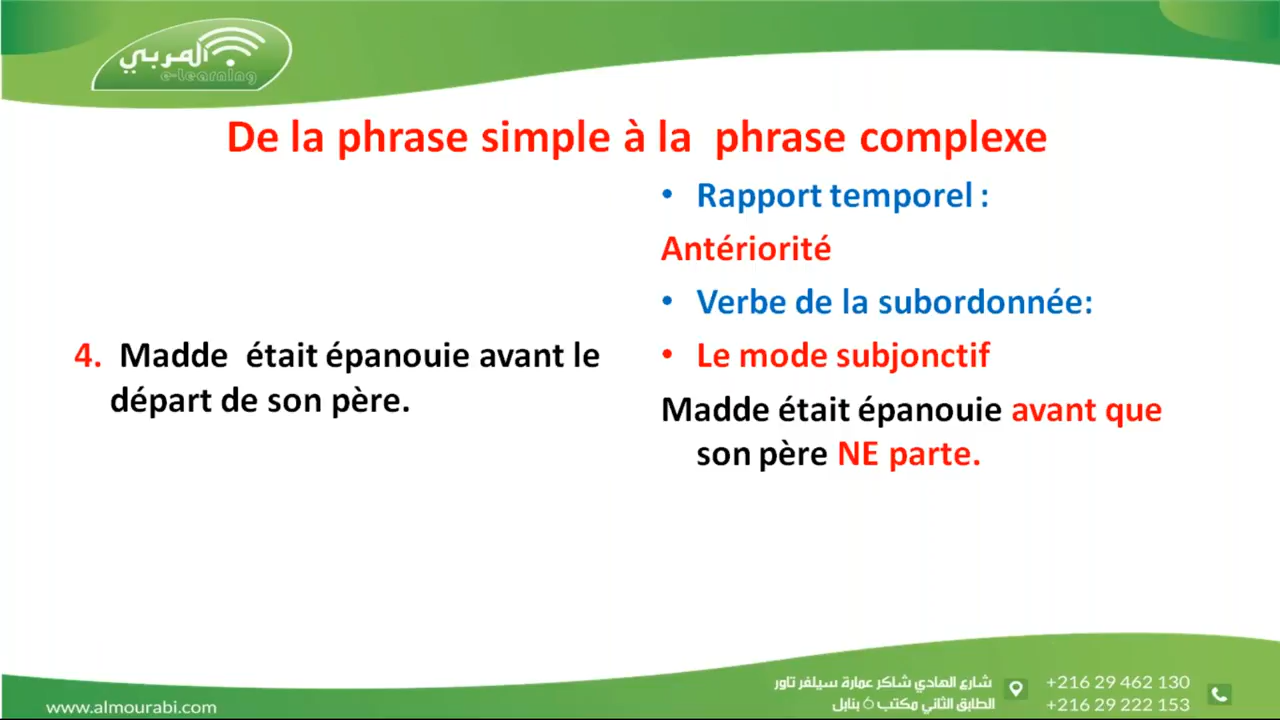 المربي
e-learning
De la phrase simple à la phrase complexe
4. Madde était épanouie avant le
départ de son père.
• Rapport temporel :
Antériorité
• Verbe de la subordonnée:
• Le mode subjonctif
Madde était épanouie avant que
son père NE parte.
www.almourabi.com
شارع الهادي شاكر عمارة سيلفر تاور
الطابق الثاني مكتب 6 بنابل
+216 29 462 130
+216 29 222 153